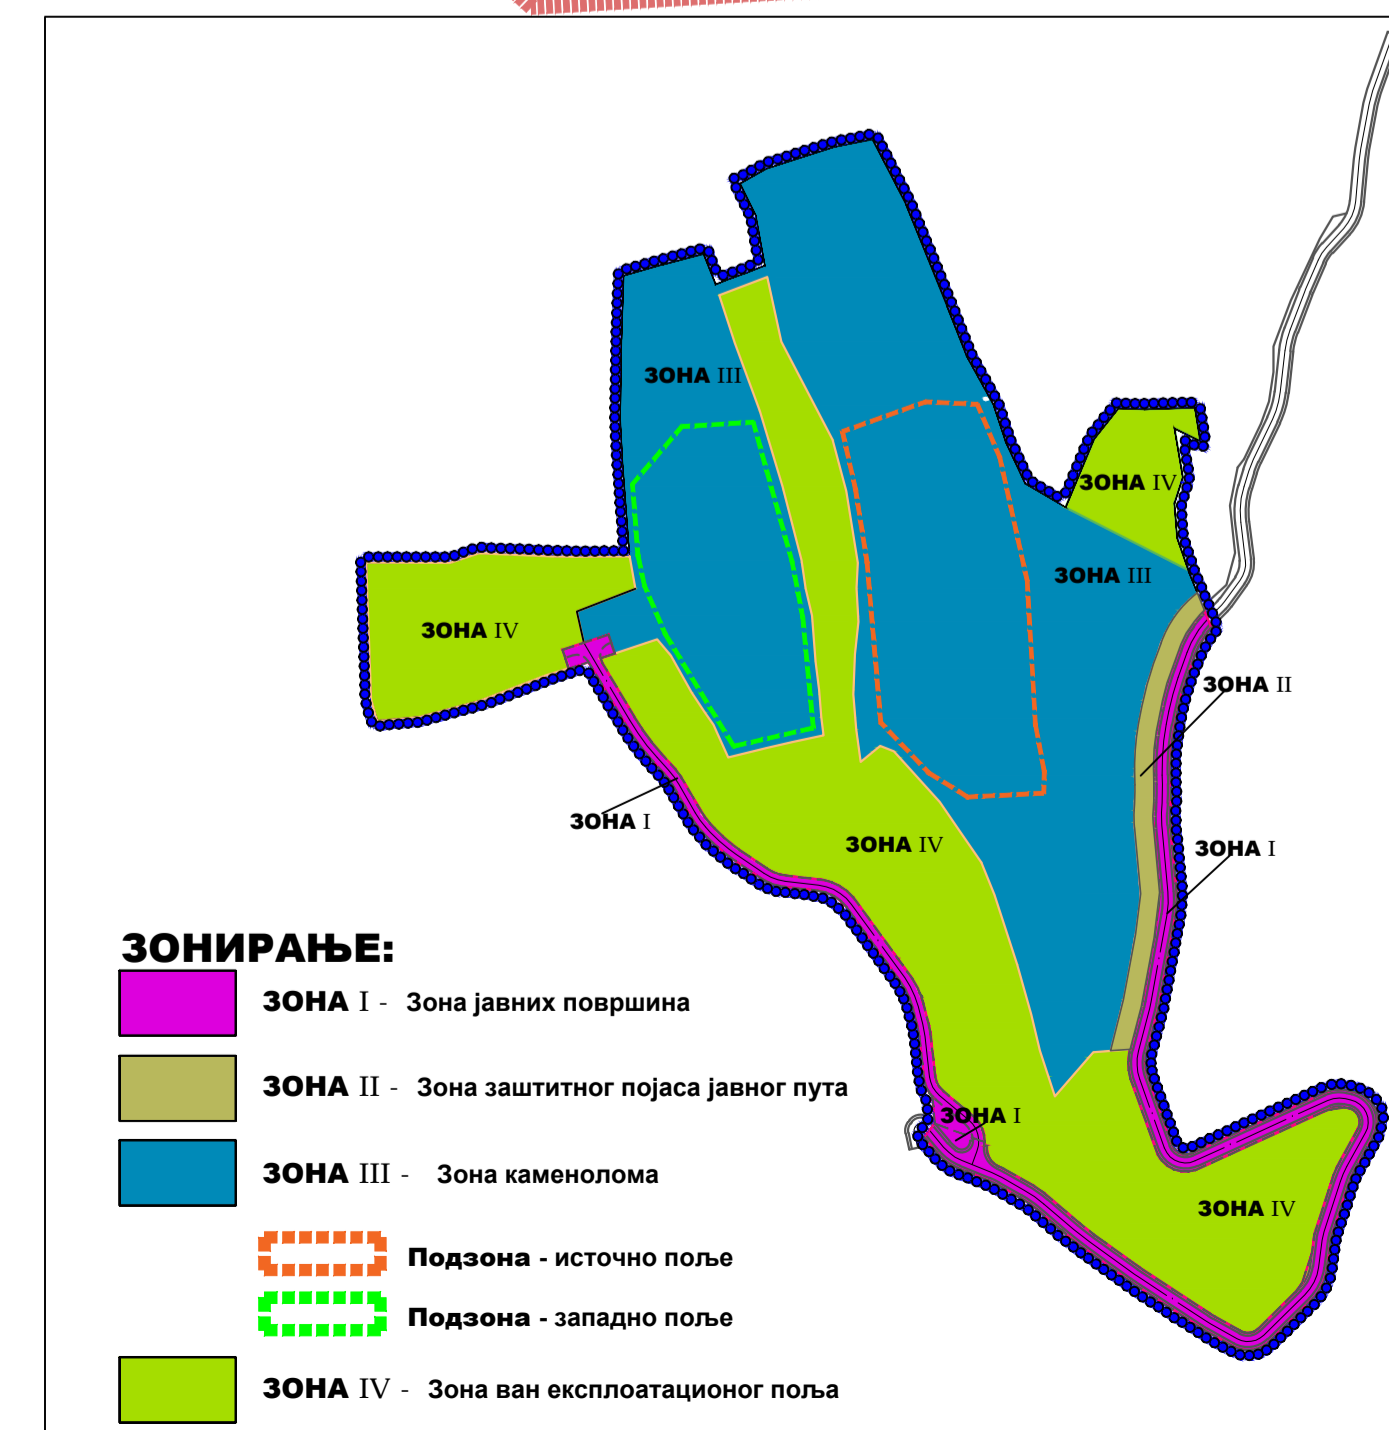 ЗОНА III
ЗОНА IV
ЗОНА III
ЗОНА IV
ЗОНА II
ЗОНА I
ЗОНА IV
ЗОНА I
ЗОНА I
ЗОНА IV
ЗОНИРАЊЕ:
ЗОНА I - Зона јавних површина
ЗОНА II - Зона заштитног појаса јавног пута
ЗОНА III - Зона каменолома
Подзона - источно поље
Подзона - западно поље
ЗОНА IV - Зона ван експлоатационог поља